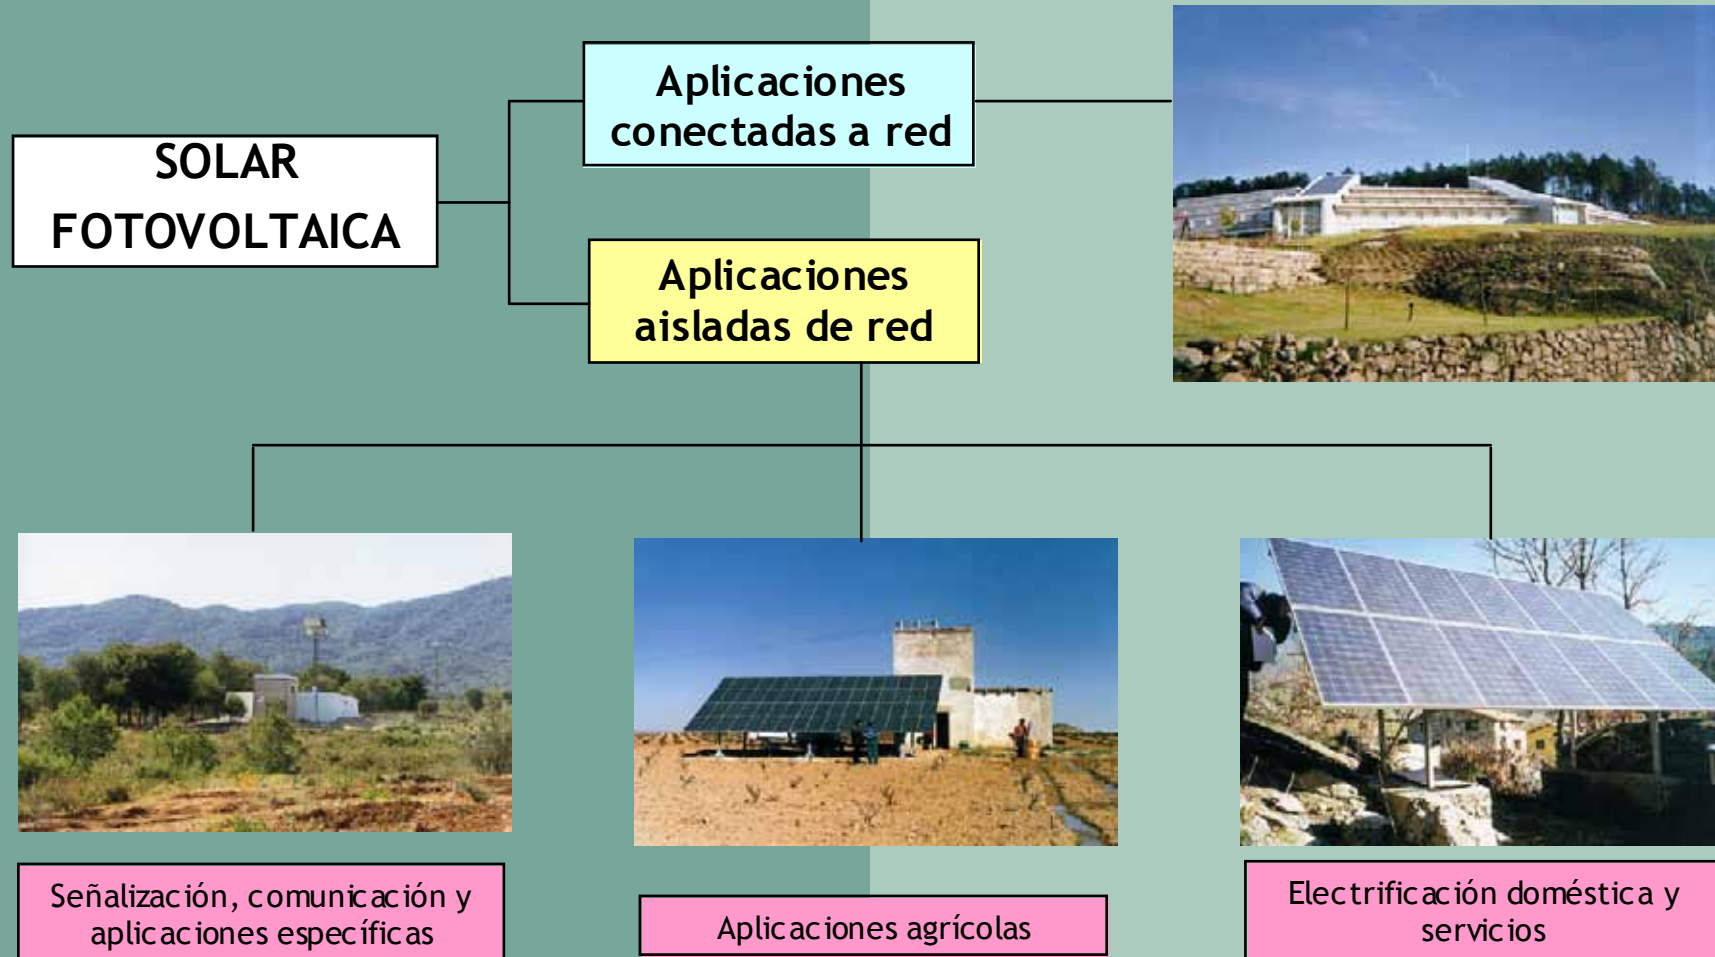 Aplicaciones
conectadas a red
SOLAR
FOTOVOLTAICA
Aplicaciones
aisladas de red
Señalización, comunicación y
aplicaciones específicas
Aplicaciones agrícolas
Electrificación doméstica y
servicios